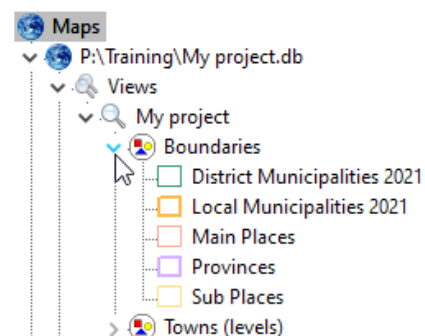 Maps
P:\Training\My project.db
Views
My project
Boundaries
District Municipalities 2021
Local Municipalities 2021
Main Places
Provinces
Sub Places
Towns (levels)